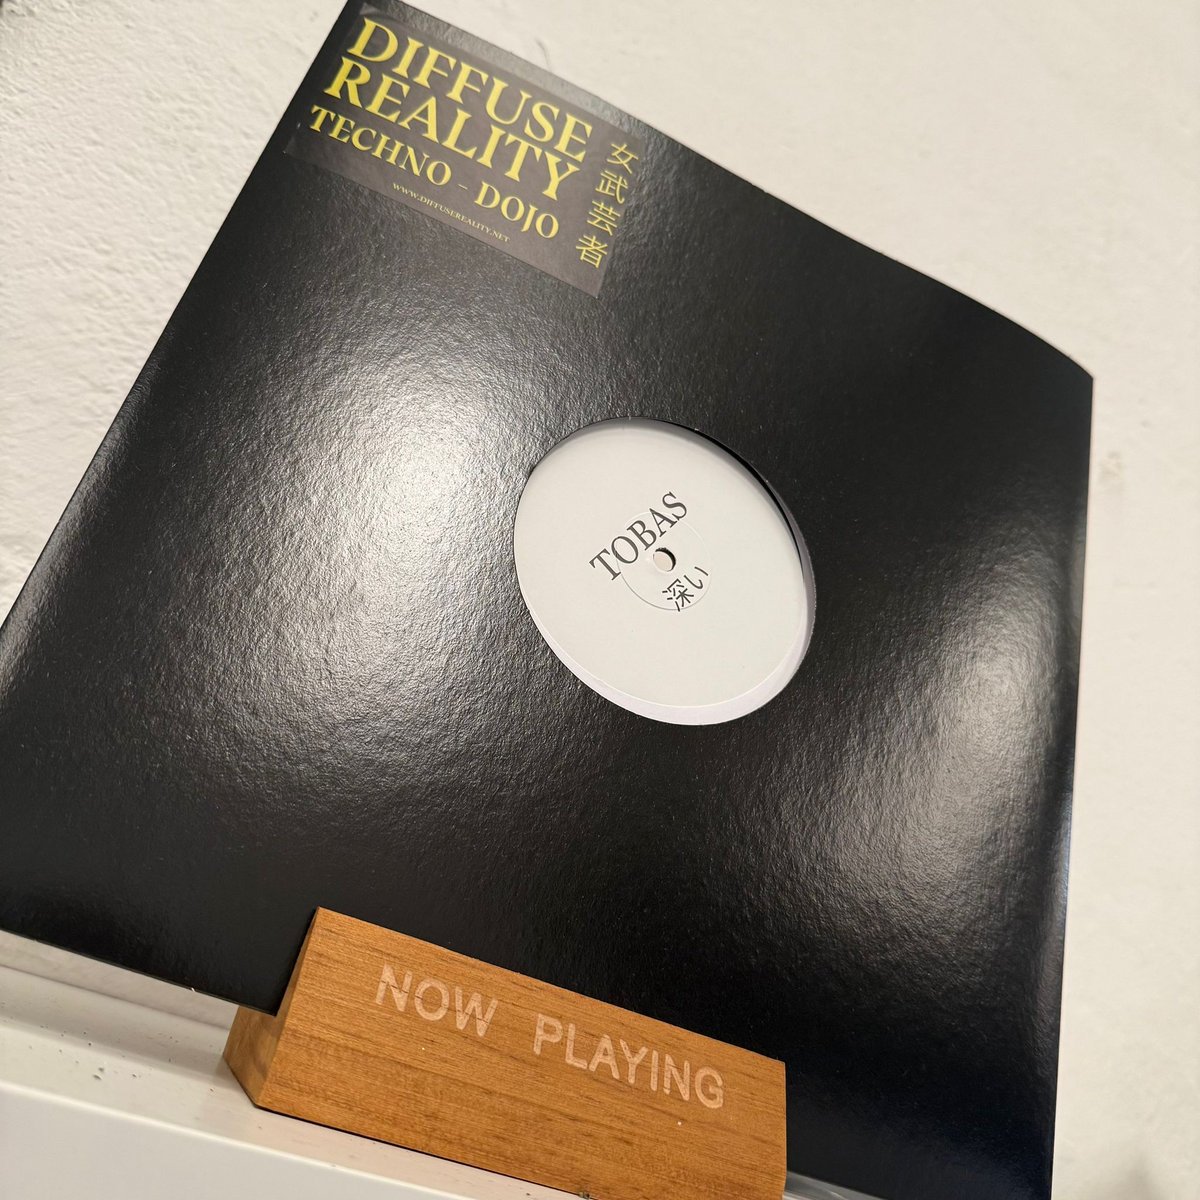 DIFFUSE
REALITY
TECHNO - DOJO
WWW.DIFFUSEREALITY.NET
女武芸者
TOBAS
深い
NOW PLAYING